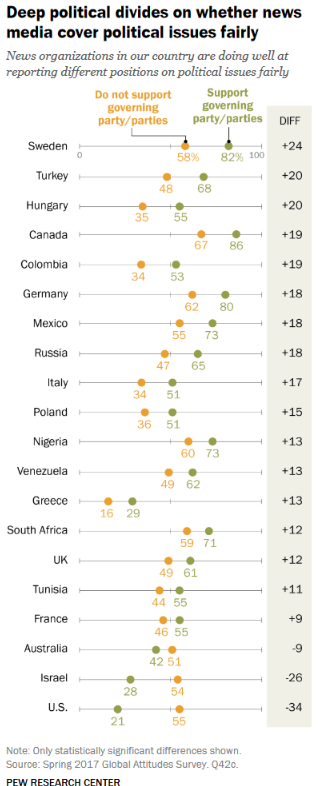 Deep political divides on whether news
media cover political issues fairly
News organizations in our country are doing well at
reporting different positions on political issues fairly
Do not support
governing
party/parties
Support
governing
party/parties
DIFF
Sweden 0 58% 82% 100 +24
Turkey 48 68 +20
Hungary 35 55 +20
Canada 67 86 +19
Colombia 34 53 +19
Germany 62 80 +18
Mexico 55 73 +18
Russia 47 65 +18
Italy 34 51 +17
Poland 36 51 +15
Nigeria 60 73 +13
Venezuela 49 62 +13
Greece 16 29 +13
South Africa 59 71 +12
UK 49 61 +12
Tunisia 44 55 +11
France 46 55 +9
Australia 42 51 -9
Israel 28 54 -26
U.S. 21 55 -34
Note: Only statistically significant differences shown.
Source: Spring 2017 Global Attitudes Survey. Q42c.
PEW RESEARCH CENTER